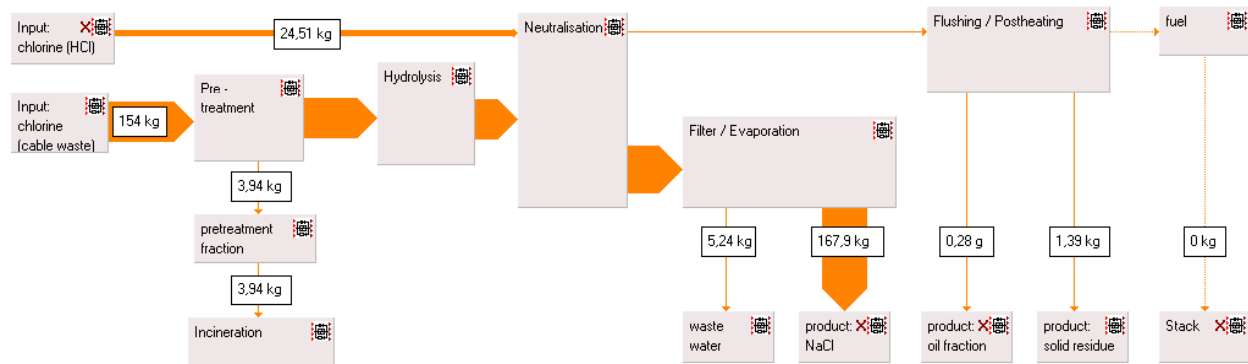 Input:
chlorine (HCl)
24,51 kg
Neutralisation
Flushing / Postheating
fuel
Input:
chlorine
(cable waste)
154 kg
Pre -
treatment
Hydrolysis
Filter / Evaporation
3,94 kg
pretreatment
fraction
3,94 kg
Incineration
5,24 kg
167,9 kg
0,28 g
1,39 kg
0 kg
waste
water
product:
NaCl
product:
oil fraction
product:
solid residue
Stack